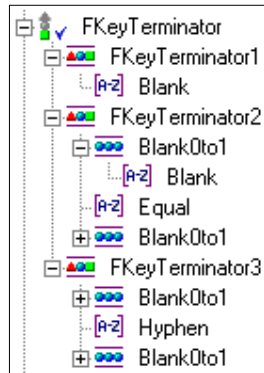 FKeyTerminator
FKeyTerminator1
[A-Z] Blank
FKeyTerminator2
Blank0to1
[A-Z] Blank
[A-Z] Equal
Blank0to1
FKeyTerminator3
Blank0to1
[A-Z] Hyphen
Blank0to1